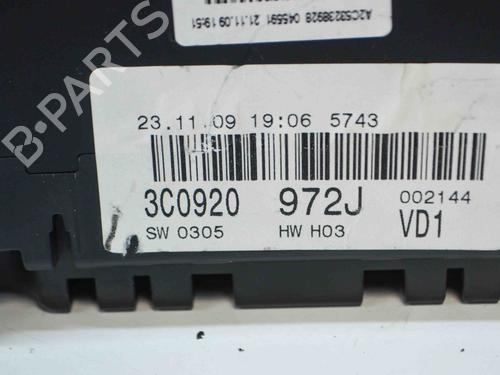 A2C53238928 045591 21.11.09 19:51
23.11.09 19:06 5743
3C0920 972J 002144
SW 0305 HW H03 VD1
B-PARTS